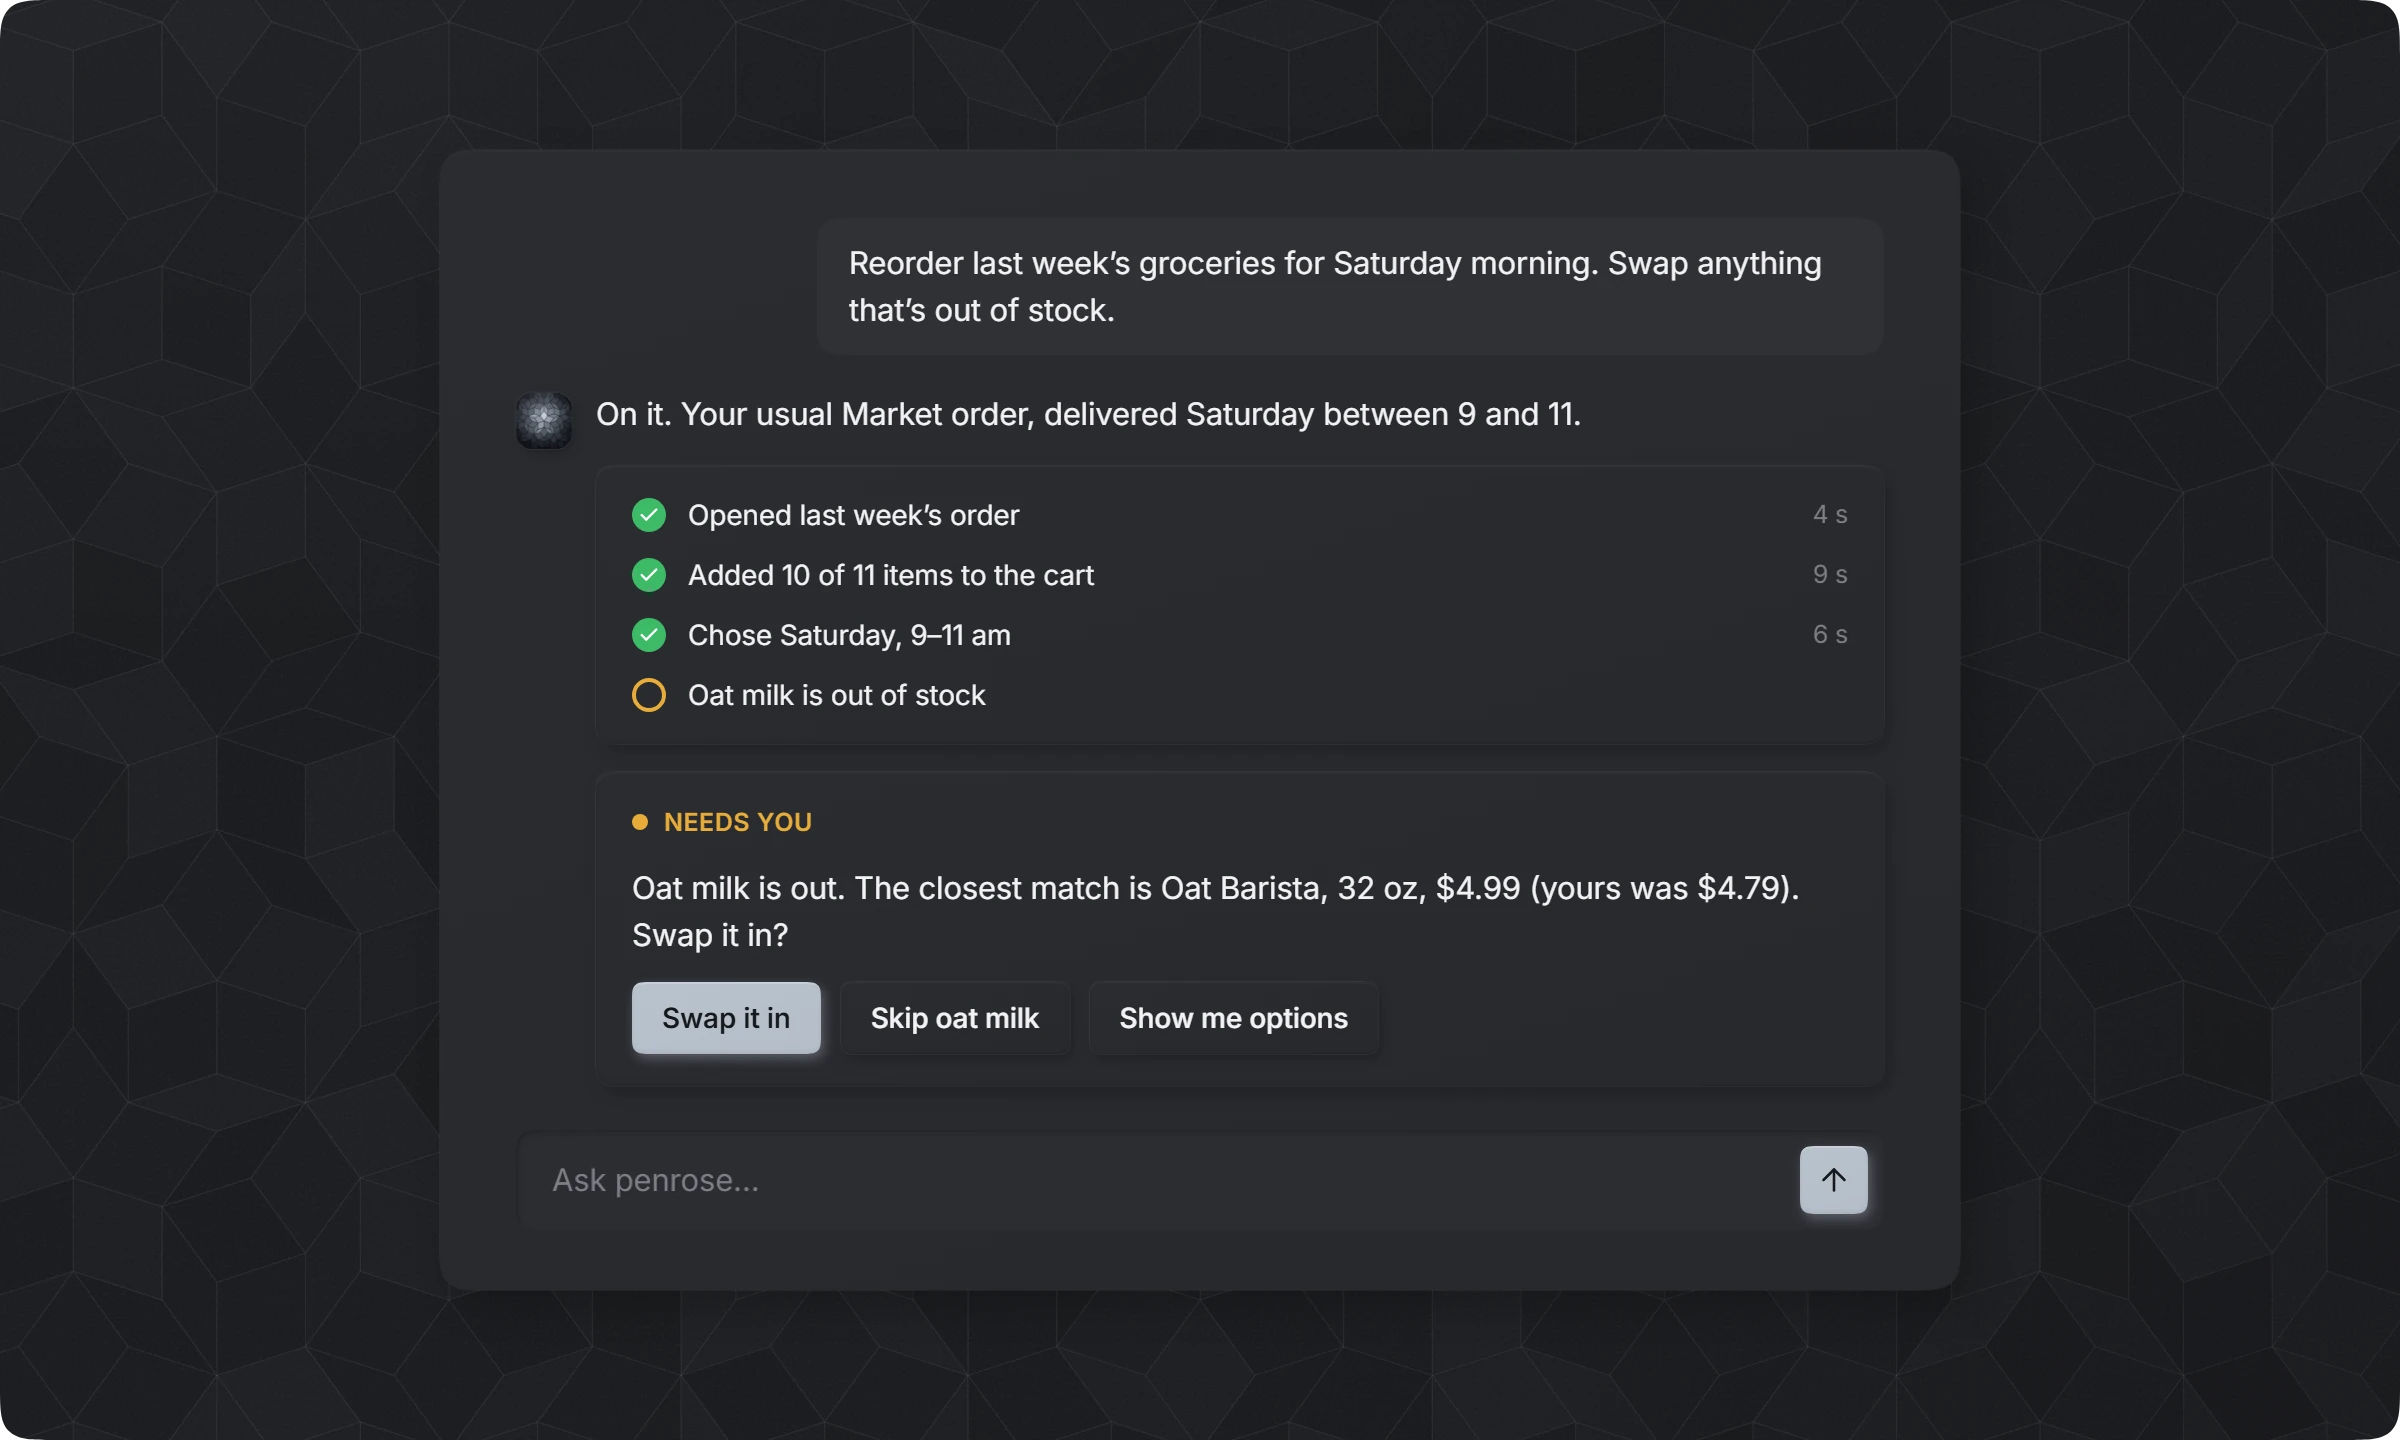 Reorder last week’s groceries for Saturday morning. Swap anything
that’s out of stock.
On it. Your usual Market order, delivered Saturday between 9 and 11.
Opened last week’s order 4 s
Added 10 of 11 items to the cart 9 s
Chose Saturday, 9–11 am 6 s
Oat milk is out of stock
NEEDS YOU
Oat milk is out. The closest match is Oat Barista, 32 oz, $4.99 (yours was $4.79).
Swap it in?
Swap it in Skip oat milk Show me options
Ask penrose...